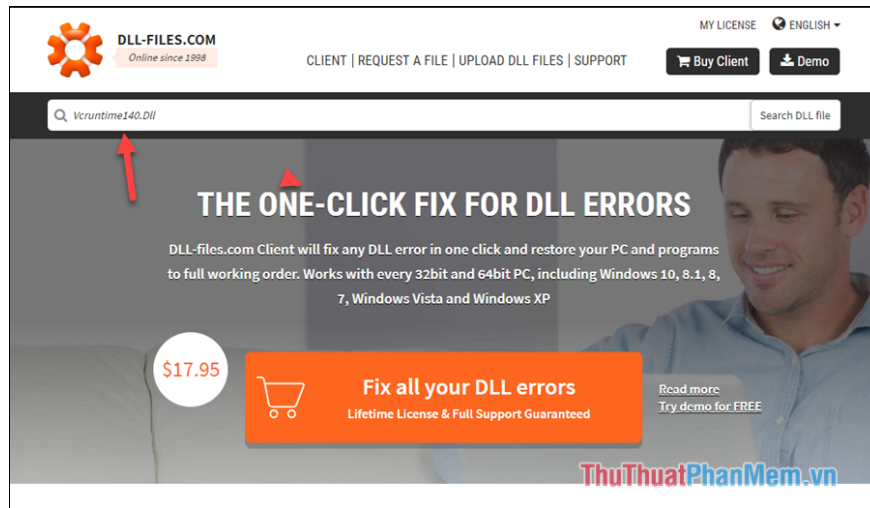 DLL-FILES.COM
Online since 1998
MY LICENSE
ENGLISH
CLIENT | REQUEST A FILE | UPLOAD DLL FILES | SUPPORT
Buy Client
Demo
Vcruntime140.Dll
Search DLL file
THE ONE-CLICK FIX FOR DLL ERRORS
DLL-files.com Client will fix any DLL error in one click and restore your PC and programs
to full working order. Works with every 32bit and 64bit PC, including Windows 10, 8.1, 8,
7, Windows Vista and Windows XP
$17.95
Fix all your DLL errors
Lifetime License & Full Support Guaranteed
Read more
Try demo for FREE
ThuThuatPhanMem.vn